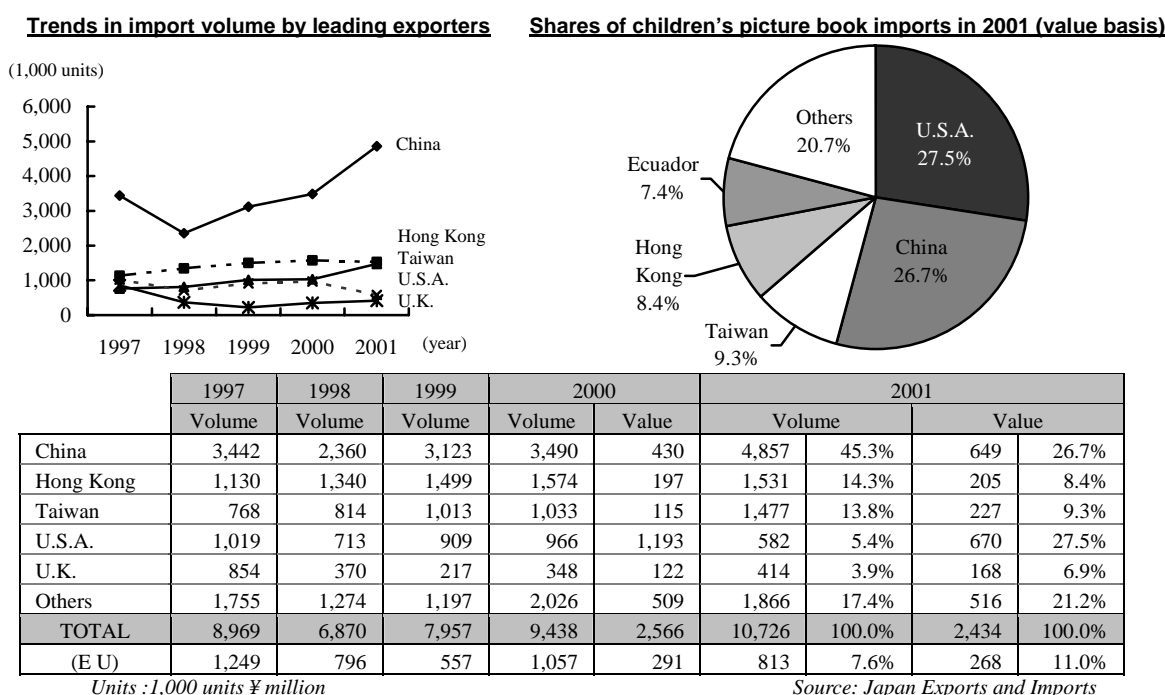 Trends in import volume by leading exporters
Shares of children's picture book imports in 2001 (value basis)
(1,000 units)
6,000
5,000
4,000
3,000
2,000
1,000
0
China
Hong Kong
Taiwan
U.S.A.
U.K.
1997 1998 1999 2000 2001 (year)
Others
20.7%
U.S.A.
27.5%
Ecuador
7.4%
Hong
Kong
8.4%
China
26.7%
Taiwan
9.3%
1997 1998 1999 2000 2001
Volume Volume Volume Volume Value Volume Value
China 3,442 2,360 3,123 3,490 430 4,857 45.3% 649 26.7%
Hong Kong 1,130 1,340 1,499 1,574 197 1,531 14.3% 205 8.4%
Taiwan 768 814 1,013 1,033 115 1,477 13.8% 227 9.3%
U.S.A. 1,019 713 909 966 1,193 582 5.4% 670 27.5%
U.K. 854 370 217 348 122 414 3.9% 168 6.9%
Others 1,755 1,274 1,197 2,026 509 1,866 17.4% 516 21.2%
TOTAL 8,969 6,870 7,957 9,438 2,566 10,726 100.0% 2,434 100.0%
(E U) 1,249 796 557 1,057 291 813 7.6% 268 11.0%
Units :1,000 units ¥ million
Source: Japan Exports and Imports